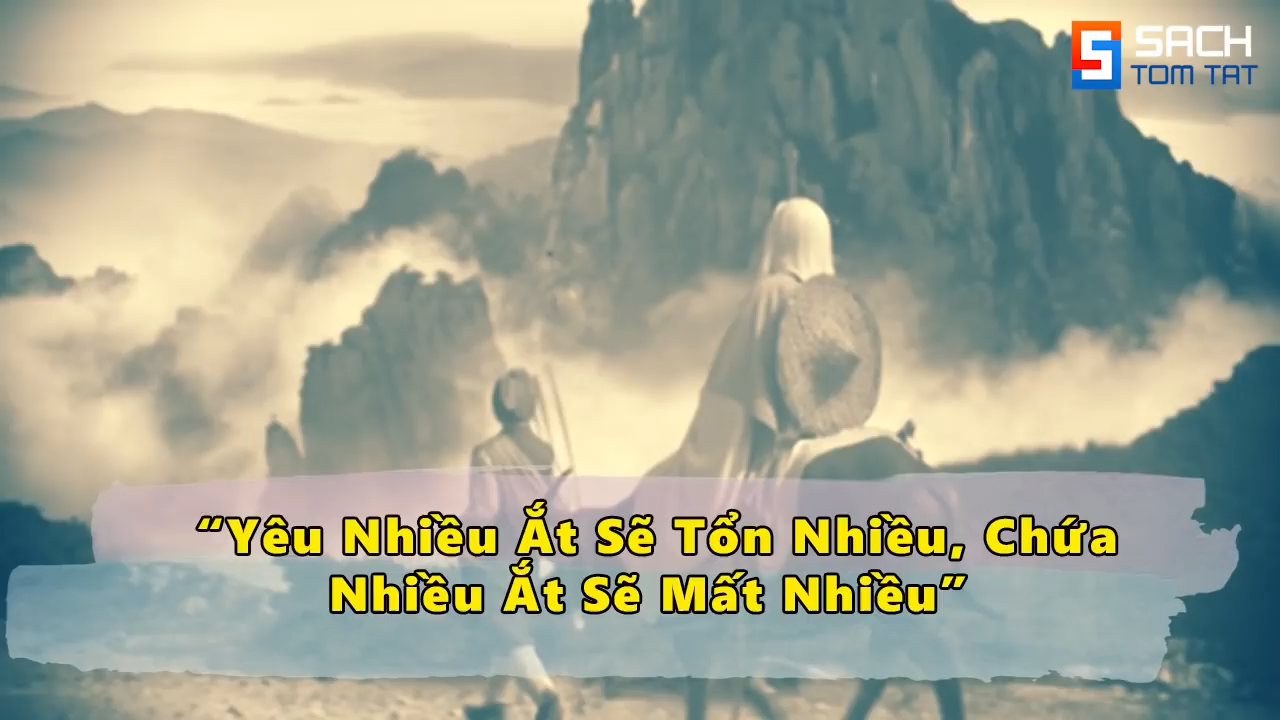 SACH
TOM TAT
“Yêu Nhiều Ắt Sẽ Tổn Nhiều, Chứa
Nhiều Ắt Sẽ Mất Nhiều”